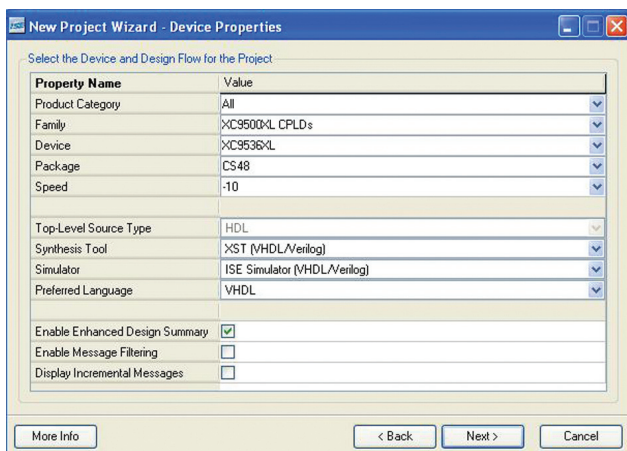 ISE New Project Wizard - Device Properties
Select the Device and Design Flow for the Project
Property Name Value
Product Category All
Family XC9500XL CPLDs
Device XC9536XL
Package CS48
Speed -10
Top-Level Source Type HDL
Synthesis Tool XST (VHDL/Verilog)
Simulator ISE Simulator (VHDL/Verilog)
Preferred Language VHDL
Enable Enhanced Design Summary
Enable Message Filtering
Display Incremental Messages
More Info < Back Next > Cancel